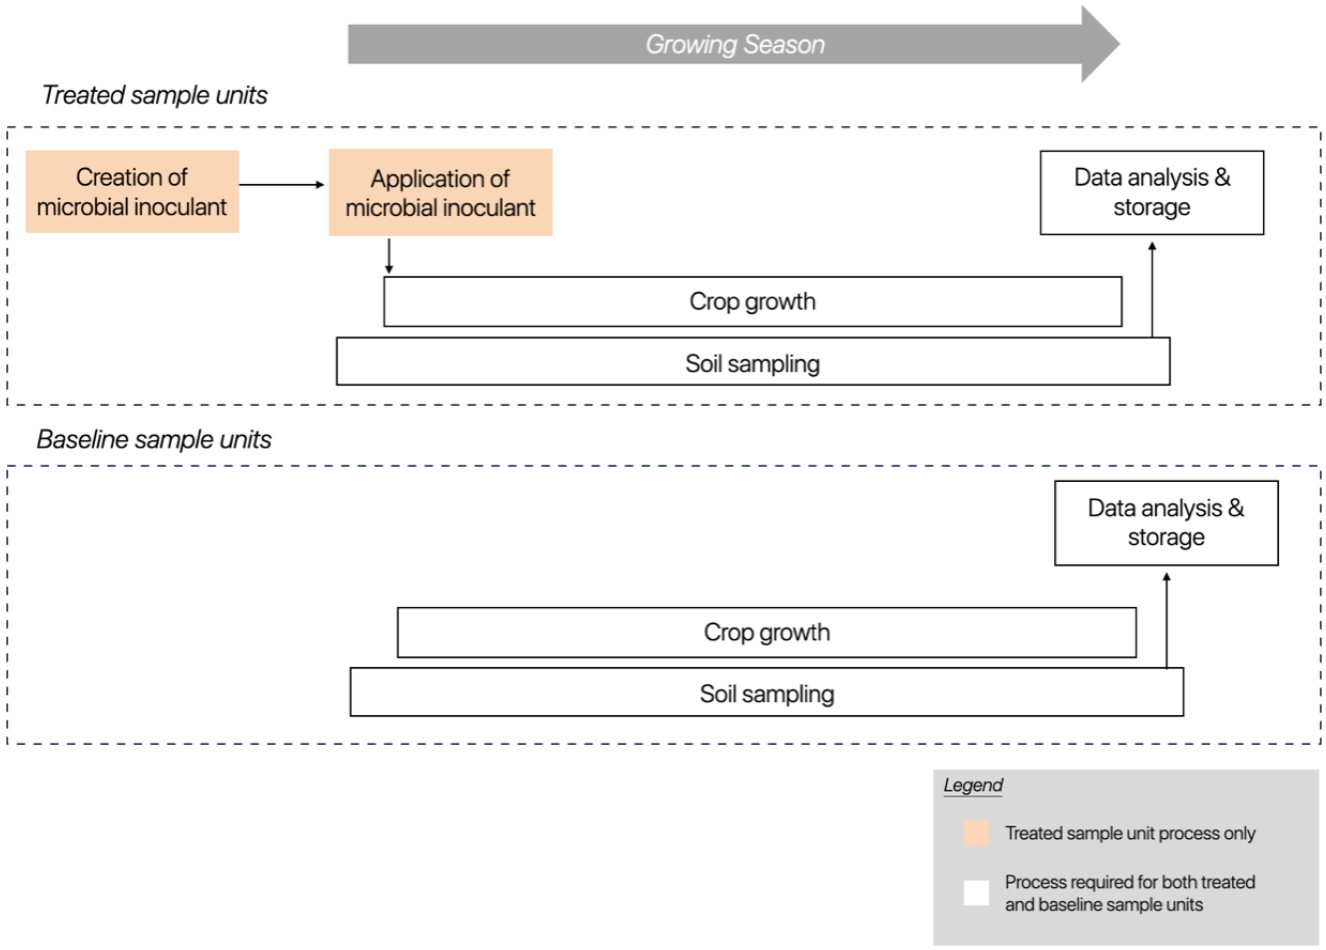 Growing Season
Treated sample units
Creation of
microbial inoculant
Application of
microbial inoculant
Data analysis &
storage
Crop growth
Soil sampling
Baseline sample units
Data analysis &
storage
Crop growth
Soil sampling
Legend
Treated sample unit process only
Process required for both treated
and baseline sample units